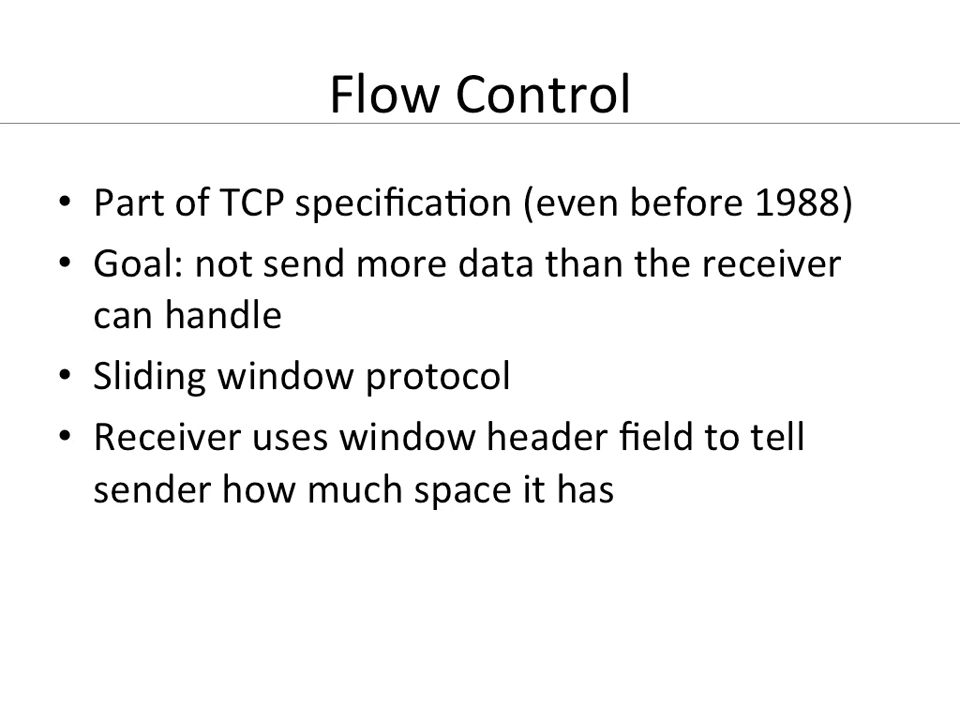 Flow Control
• Part of TCP specification (even before 1988)
• Goal: not send more data than the receiver
can handle
• Sliding window protocol
• Receiver uses window header field to tell
sender how much space it has